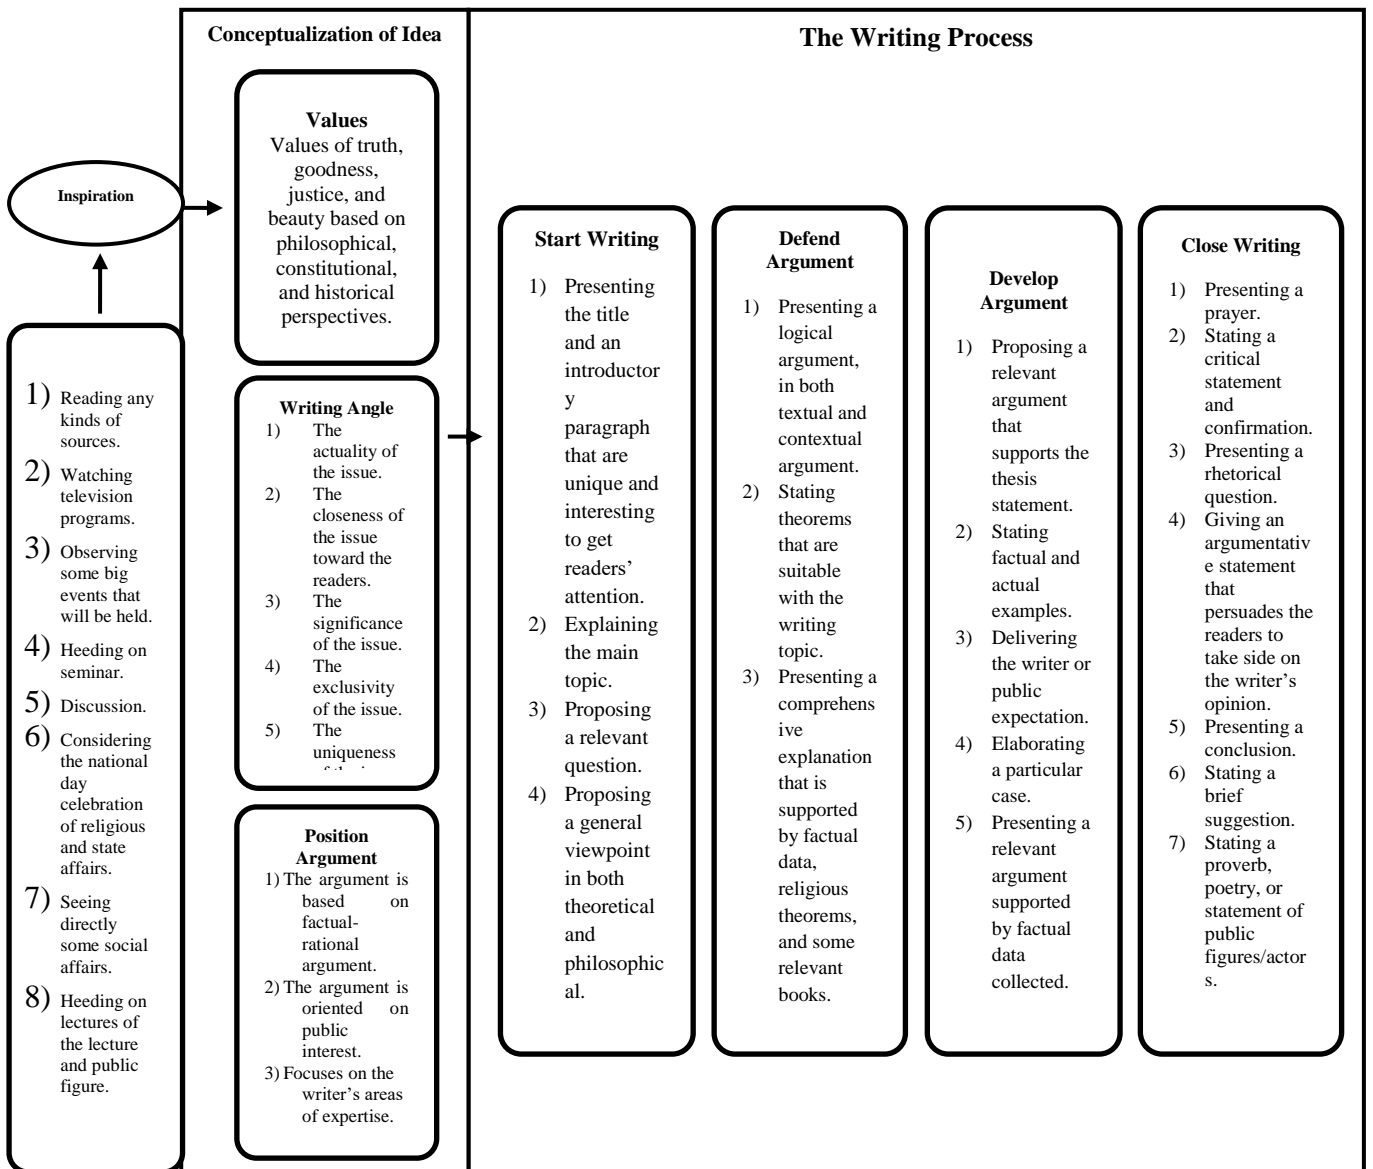 Conceptualization of Idea
The Writing Process
Inspiration
1) Reading any
kinds of
sources.
2) Watching
television
programs.
3) Observing
some big
events that
will be held.
4) Heeding on
seminar.
5) Discussion.
6) Considering
the national
day
celebration
of religious
and state
affairs.
7) Seeing
directly
some social
affairs.
8) Heeding on
lectures of
the lecture
and public
figure.
Values
Values of truth,
goodness,
justice, and
beauty based on
philosophical,
constitutional,
and historical
perspectives.
Writing Angle
1) The
actuality of
the issue.
2) The
closeness of
the issue
toward the
readers.
3) The
significance
of the issue.
4) The
exclusivity
of the issue.
5) The
uniqueness
Position
Argument
1) The argument is
based on
factual-
rational
argument.
2) The argument is
oriented on
public
interest.
3) Focuses on the
writer's areas
of expertise.
Start Writing
1) Presenting
the title
and an
introductor
y
paragraph
that are
unique and
interesting
to get
readers'
attention.
2) Explaining
the main
topic.
3) Proposing
a relevant
question.
4) Proposing
a general
viewpoint
in both
theoretical
and
philosophic
al.
Defend
Argument
1) Presenting a
logical
argument,
in both
textual and
contextual
argument.
2) Stating
theorems
that are
suitable
with the
writing
topic.
3) Presenting a
comprehens
ive
explanation
that is
supported
by factual
data,
religious
theorems,
and some
relevant
books.
Develop
Argument
1) Proposing a
relevant
argument
that
supports the
thesis
statement.
2) Stating
factual and
actual
examples.
3) Delivering
the writer or
public
expectation.
4) Elaborating
a particular
case.
5) Presenting a
relevant
argument
supported
by factual
data
collected.
Close Writing
1) Presenting a
prayer.
2) Stating a
critical
statement
and
confirmation.
3) Presenting a
rhetorical
question.
4) Giving an
argumentativ
e statement
that
persuades the
readers to
take side on
the writer's
opinion.
5) Presenting a
conclusion.
6) Stating a
brief
suggestion.
7) Stating a
proverb,
poetry, or
statement of
public
figures/actor
s.